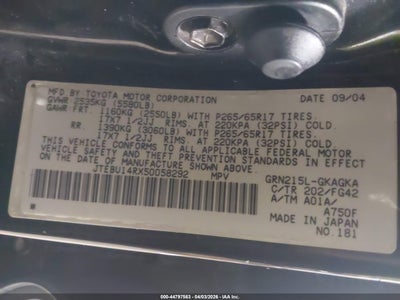 MFD BY TOYOTA MOTOR CORPORATION DATE 09/04
GVWR 2535KG (5580LB)
GAWR FRT. 1160KG (2550LB) WITH P265/65R17 TIRES,
17X7 1/2JJ RIMS, AT 220KPA (32PSI) COLD
RR. 1390KG (3060LB) WITH P265/65R17 TIRES,
17X7 1/2JJ RIMS, AT 220KPA (32PSI) COLD
THIS VEHICLE CONFORMS TO ALL APPLICABLE FEDERAL MOTOR
VEHICLE SAFETY AND THEFT PREVENTION STANDARDS IN EFFECT
ON THE DATE OF MANUFACTURE SHOWN ABOVE.
JTEBU14RX50058292 MPV
GRN215L-GKAGKA
C/TR 202/FG42
A/TM A01A/
A750F
MADE IN JAPAN
NO.181
000-44797563 - 04/03/2026 -